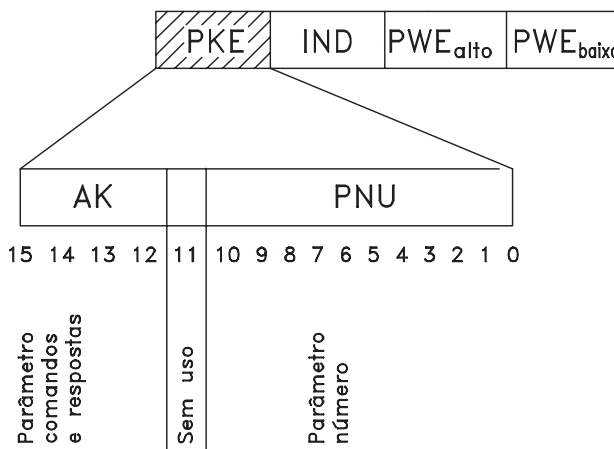 PKE IND PWEalto PWEbaixo
AK PNU
15 14 13 12 11 10 9 8 7 6 5 4 3 2 1 0
Parâmetro
comandos
e respostas
Sem uso
Parâmetro
número